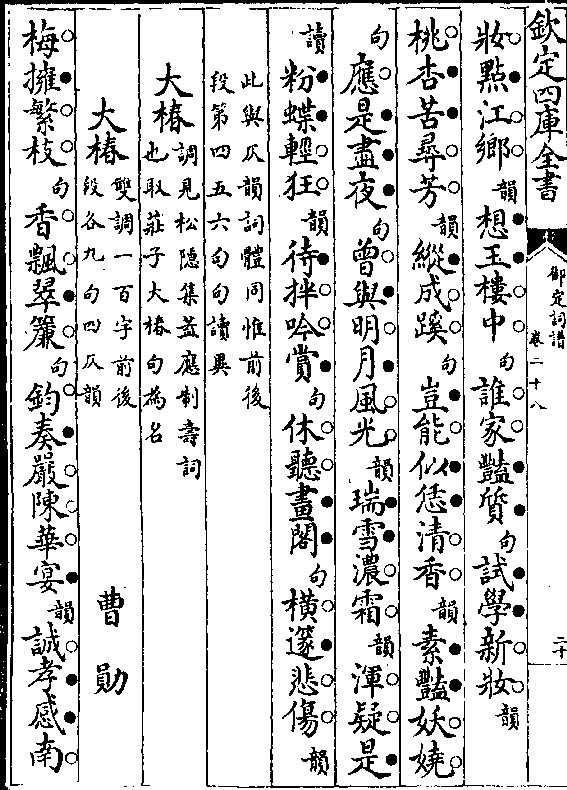 欽定四庫全書
御定詞譜
卷二十八
二十
妝點江鄉韻想玉樓中句誰家豔質句試學新妝韻
桃杏苦尋芳韻縱成蹊句豈能似恁清香韻素豔妖嬈
句應是盡夜句曾與明月風光韻瑞雪濃霜韻渾疑是
讀粉蝶輕狂韻待拌吟賞句休聽畫閣句橫邃悲傷韻
此與仄韻詞體同惟前後
段第四五六句句讀異
大椿
調見松隱集蓋應制壽詞
也取莊子大椿句為名
大椿
雙調一百字前後
段各九句四仄韻
曹勛
梅擁繁枝句香飄翠簾句鈞奏嚴陳華宴韻誠孝感南